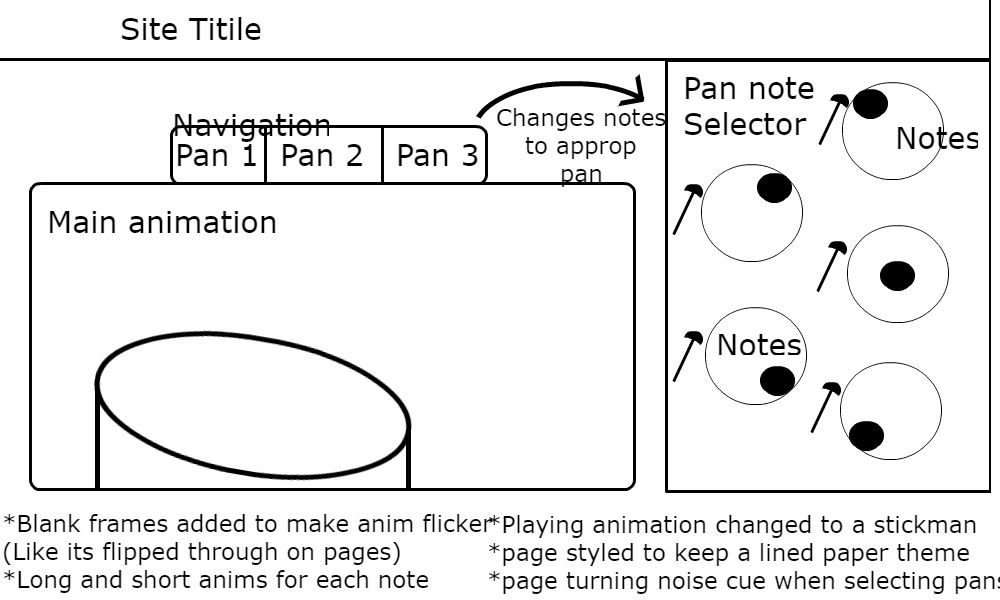 Site Titile
Navigation
Pan 1
Pan 2
Pan 3
Changes notes
to approp
pan
Main animation
Pan note
Selector
Notes
Notes
*Blank frames added to make anim flicker
(Like its flipped through on pages)
*Long and short anims for each note
*Playing animation changed to a stickman
*page styled to keep a lined paper theme
*page turning noise cue when selecting pans